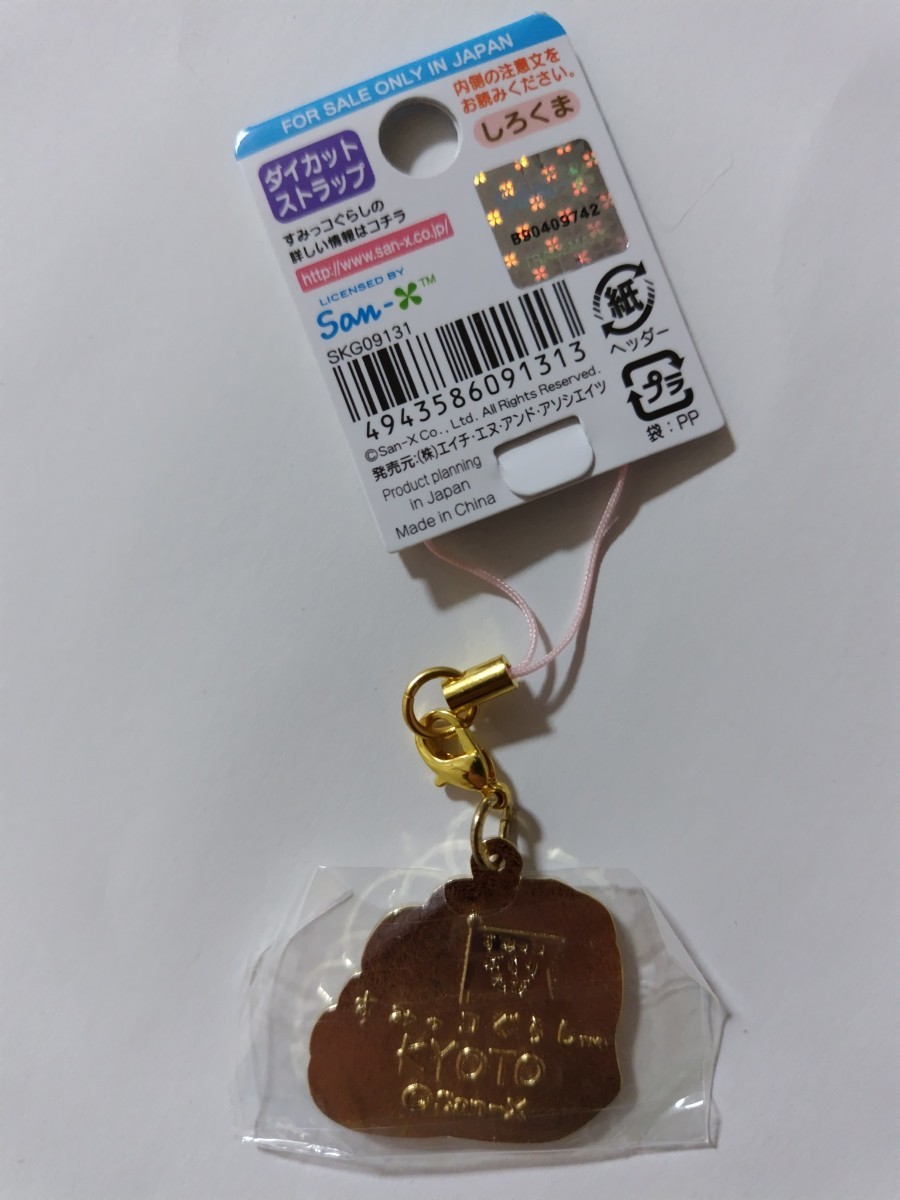 FOR SALE ONLY IN JAPAN
内側の注意文を
お読みください。
しろくま
ダイカット
ストラップ
すみっコぐらしの
詳しい情報はコチラ
http://www.san-x.co.jp/
B90409742
LICENSED BY
San-X™
SKG09131
4943586091313
紙
ヘッダー
プラ
袋:PP
©San-X Co., Ltd. All Rights Reserved.
発売元:(株)エイチ・エヌ・アンド・アソシエイツ
Product planning
in Japan
Made in China
すみっコぐらし
KYOTO
©San-X